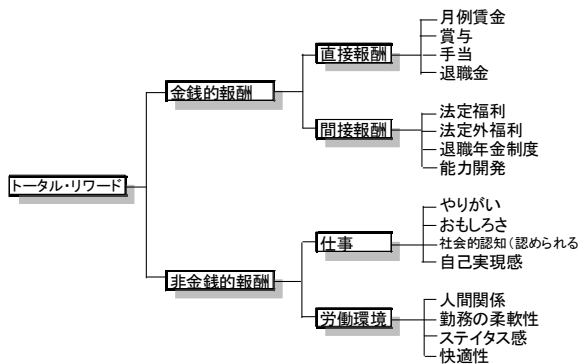 月例賃金
賞与
直接報酬
手当
退職金
金銭的報酬
法定福利
法定外福利
間接報酬
退職年金制度
能力開発
トータル・リワード
やりがい
おもしろさ
仕事
社会的認知（認められる
自己実現感
非金銭的報酬
人間関係
勤務の柔軟性
労働環境
ステイタス感
快適性